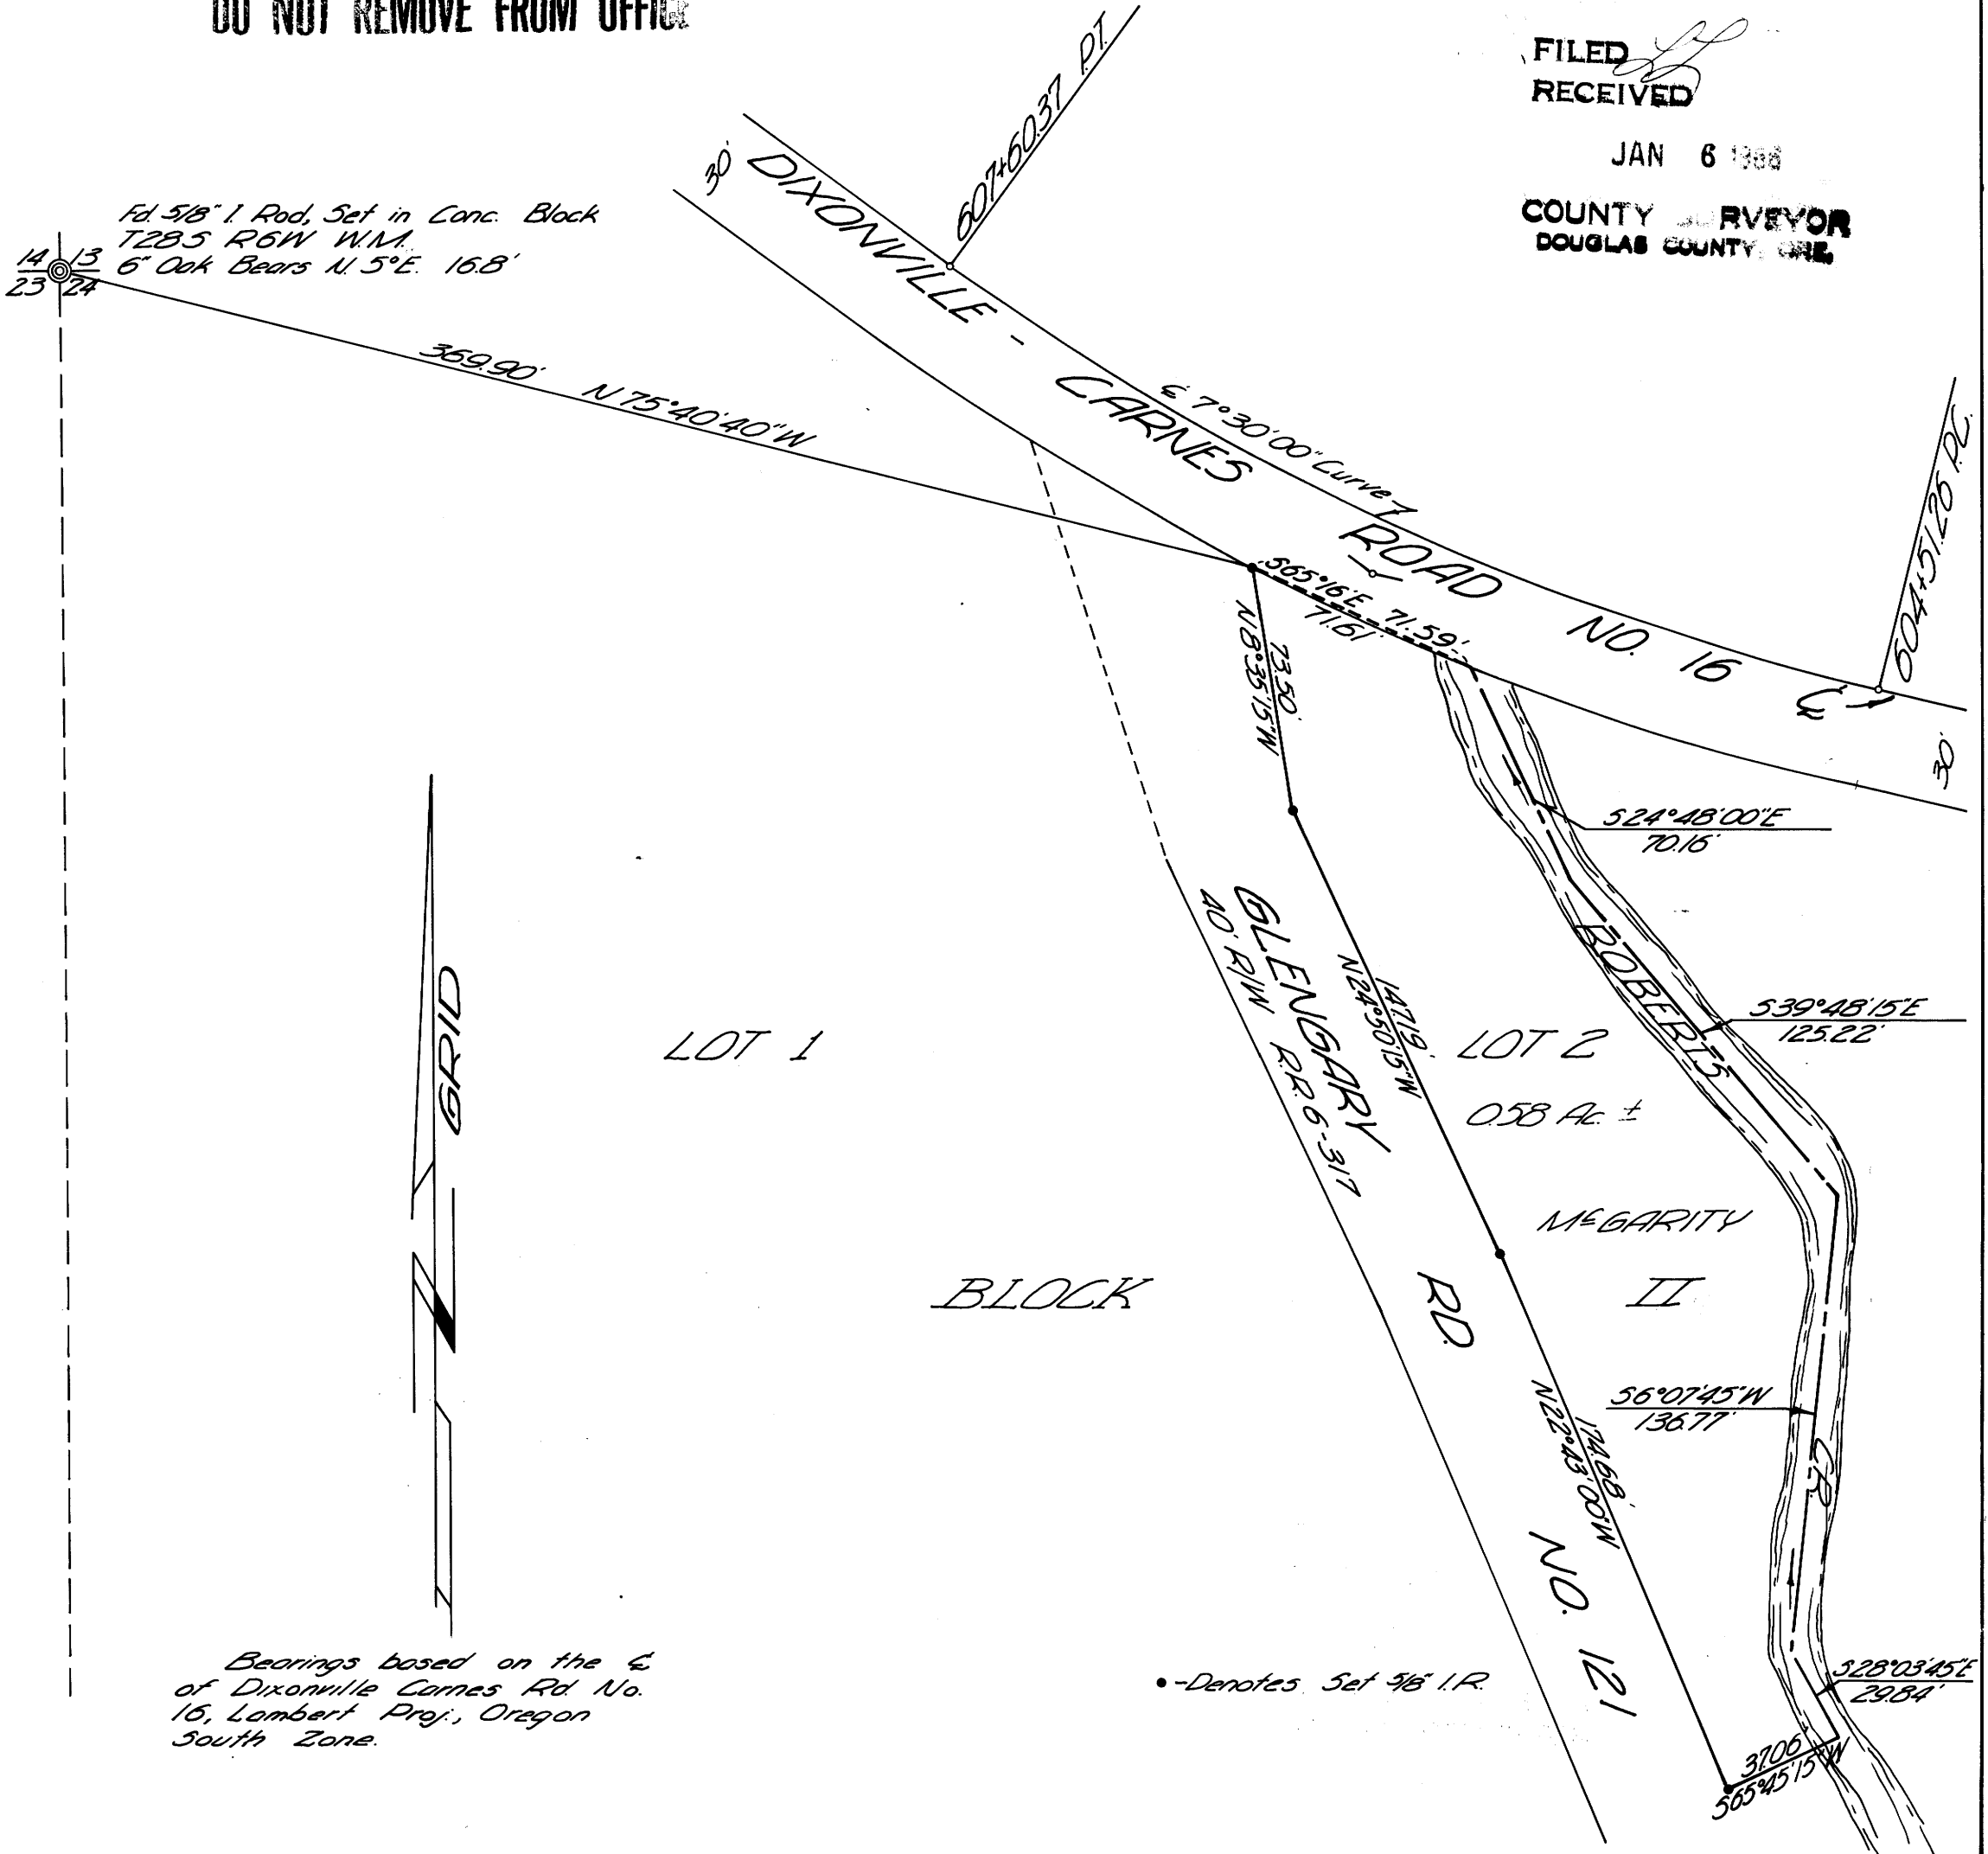 DO NOT REMOVE FROM OFFICE
FILED
RECEIVED
JAN 6
COUNTY
DOUGLAS COUNTY ORE.
Fd. 5/8" I. Rod, Set in Conc. Block
T28S R6W W.M.
6" Oak Bears N. 5°E. 16.8'
14 13
23 24
369.90' N 75°40'40"W
30'
607+60.37 P.T.
DIXONVILLE - CARNES ROAD NO. 16
℄ 7°30'00" Curve
604+51.26 P.C.
℄
30'
S65°16'E 71.59'
71.61'
73.50'
N8°35'15"W
S24°48'00"E
70.16'
GLENGARY RD. NO. 121
40' R/W RR 6-317
147.19'
N24°50'15"W
ROBERTS CR.
S39°48'15"E
125.22'
GRID
N
LOT 1
LOT 2
0.58 Ac. ±
McGARITY
BLOCK II
S6°07'45"W
136.77'
174.68'
N22°43'00"W
Bearings based on the ℄
of Dixonville Carnes Rd. No.
16, Lambert Proj., Oregon
South Zone.
•-Denotes Set 5/8" I.R.
S28°03'45"E
29.84'
37.06'
S65°45'15"W